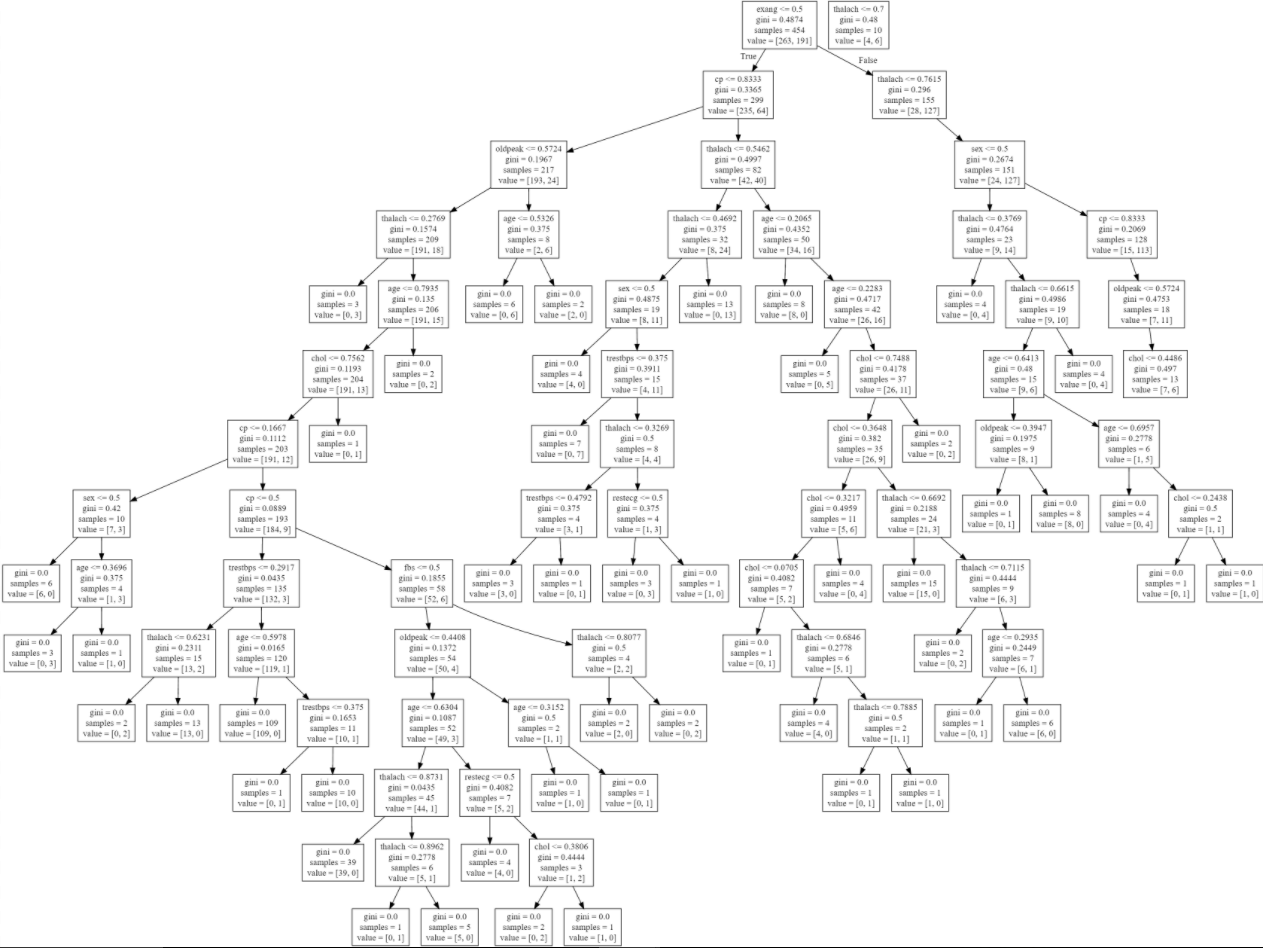 exang <= 0.5
gini = 0.4874
samples = 454
value = [263, 191]
thalach <= 0.7
gini = 0.48
samples = 10
value = [4, 6]
True
False
cp <= 0.8333
gini = 0.3365
samples = 299
value = [235, 64]
thalach <= 0.7615
gini = 0.296
samples = 155
value = [28, 127]
oldpeak <= 0.5724
gini = 0.1967
samples = 217
value = [193, 24]
thalach <= 0.5462
gini = 0.4997
samples = 82
value = [42, 40]
sex <= 0.5
gini = 0.2674
samples = 151
value = [24, 127]
thalach <= 0.2769
gini = 0.1574
samples = 209
value = [191, 18]
age <= 0.5326
gini = 0.375
samples = 8
value = [2, 6]
thalach <= 0.4692
gini = 0.375
samples = 32
value = [8, 24]
age <= 0.2065
gini = 0.4352
samples = 50
value = [34, 16]
thalach <= 0.3769
gini = 0.4764
samples = 23
value = [9, 14]
cp <= 0.8333
gini = 0.2069
samples = 128
value = [15, 113]
gini = 0.0
samples = 3
value = [0, 3]
age <= 0.7935
gini = 0.135
samples = 206
value = [191, 15]
gini = 0.0
samples = 6
value = [0, 6]
gini = 0.0
samples = 2
value = [2, 0]
sex <= 0.5
gini = 0.4875
samples = 19
value = [8, 11]
gini = 0.0
samples = 13
value = [0, 13]
gini = 0.0
samples = 8
value = [8, 0]
age <= 0.2283
gini = 0.4717
samples = 42
value = [26, 16]
gini = 0.0
samples = 4
value = [0, 4]
thalach <= 0.6615
gini = 0.4986
samples = 19
value = [9, 10]
oldpeak <= 0.5724
gini = 0.4753
samples = 18
value = [7, 11]
chol <= 0.7562
gini = 0.1193
samples = 204
value = [191, 13]
gini = 0.0
samples = 2
value = [0, 2]
gini = 0.0
samples = 4
value = [4, 0]
trestbps <= 0.375
gini = 0.3911
samples = 15
value = [4, 11]
gini = 0.0
samples = 5
value = [0, 5]
chol <= 0.7488
gini = 0.4178
samples = 37
value = [26, 11]
age <= 0.6413
gini = 0.48
samples = 15
value = [9, 6]
gini = 0.0
samples = 4
value = [0, 4]
chol <= 0.4486
gini = 0.497
samples = 13
value = [7, 6]
cp <= 0.1667
gini = 0.1112
samples = 203
value = [191, 12]
gini = 0.0
samples = 1
value = [0, 1]
gini = 0.0
samples = 7
value = [0, 7]
thalach <= 0.3269
gini = 0.5
samples = 8
value = [4, 4]
chol <= 0.3648
gini = 0.382
samples = 35
value = [26, 9]
gini = 0.0
samples = 2
value = [0, 2]
oldpeak <= 0.3947
gini = 0.1975
samples = 9
value = [8, 1]
age <= 0.6957
gini = 0.2778
samples = 6
value = [1, 5]
sex <= 0.5
gini = 0.42
samples = 10
value = [7, 3]
cp <= 0.5
gini = 0.0889
samples = 193
value = [184, 9]
trestbps <= 0.4792
gini = 0.375
samples = 4
value = [3, 1]
restecg <= 0.5
gini = 0.375
samples = 4
value = [1, 3]
chol <= 0.3217
gini = 0.4959
samples = 11
value = [5, 6]
thalach <= 0.6692
gini = 0.2188
samples = 24
value = [21, 3]
gini = 0.0
samples = 1
value = [0, 1]
gini = 0.0
samples = 8
value = [8, 0]
gini = 0.0
samples = 4
value = [0, 4]
chol <= 0.2438
gini = 0.5
samples = 2
value = [1, 1]
gini = 0.0
samples = 6
value = [6, 0]
age <= 0.3696
gini = 0.375
samples = 4
value = [1, 3]
trestbps <= 0.2917
gini = 0.0435
samples = 135
value = [132, 3]
fbs <= 0.5
gini = 0.1855
samples = 58
value = [52, 6]
gini = 0.0
samples = 3
value = [3, 0]
gini = 0.0
samples = 1
value = [0, 1]
gini = 0.0
samples = 3
value = [0, 3]
gini = 0.0
samples = 1
value = [1, 0]
chol <= 0.0705
gini = 0.4082
samples = 7
value = [5, 2]
gini = 0.0
samples = 4
value = [0, 4]
gini = 0.0
samples = 15
value = [15, 0]
thalach <= 0.7115
gini = 0.4444
samples = 9
value = [6, 3]
gini = 0.0
samples = 1
value = [0, 1]
gini = 0.0
samples = 1
value = [1, 0]
gini = 0.0
samples = 3
value = [0, 3]
gini = 0.0
samples = 1
value = [1, 0]
thalach <= 0.6231
gini = 0.2311
samples = 15
value = [13, 2]
age <= 0.5978
gini = 0.0165
samples = 120
value = [119, 1]
oldpeak <= 0.4408
gini = 0.1372
samples = 54
value = [50, 4]
thalach <= 0.8077
gini = 0.5
samples = 4
value = [2, 2]
gini = 0.0
samples = 1
value = [0, 1]
thalach <= 0.6846
gini = 0.2778
samples = 6
value = [5, 1]
gini = 0.0
samples = 2
value = [0, 2]
age <= 0.2935
gini = 0.2449
samples = 7
value = [6, 1]
gini = 0.0
samples = 2
value = [0, 2]
gini = 0.0
samples = 13
value = [13, 0]
gini = 0.0
samples = 109
value = [109, 0]
trestbps <= 0.375
gini = 0.1653
samples = 11
value = [10, 1]
age <= 0.6304
gini = 0.1087
samples = 52
value = [49, 3]
age <= 0.3152
gini = 0.5
samples = 2
value = [1, 1]
gini = 0.0
samples = 2
value = [2, 0]
gini = 0.0
samples = 2
value = [0, 2]
gini = 0.0
samples = 4
value = [4, 0]
thalach <= 0.7885
gini = 0.5
samples = 2
value = [1, 1]
gini = 0.0
samples = 1
value = [0, 1]
gini = 0.0
samples = 6
value = [6, 0]
gini = 0.0
samples = 1
value = [0, 1]
gini = 0.0
samples = 10
value = [10, 0]
thalach <= 0.8731
gini = 0.0435
samples = 45
value = [44, 1]
restecg <= 0.5
gini = 0.4082
samples = 7
value = [5, 2]
gini = 0.0
samples = 1
value = [1, 0]
gini = 0.0
samples = 1
value = [0, 1]
gini = 0.0
samples = 1
value = [0, 1]
gini = 0.0
samples = 1
value = [1, 0]
gini = 0.0
samples = 39
value = [39, 0]
thalach <= 0.8962
gini = 0.2778
samples = 6
value = [5, 1]
gini = 0.0
samples = 4
value = [4, 0]
chol <= 0.3806
gini = 0.4444
samples = 3
value = [1, 2]
gini = 0.0
samples = 1
value = [0, 1]
gini = 0.0
samples = 5
value = [5, 0]
gini = 0.0
samples = 2
value = [0, 2]
gini = 0.0
samples = 1
value = [1, 0]